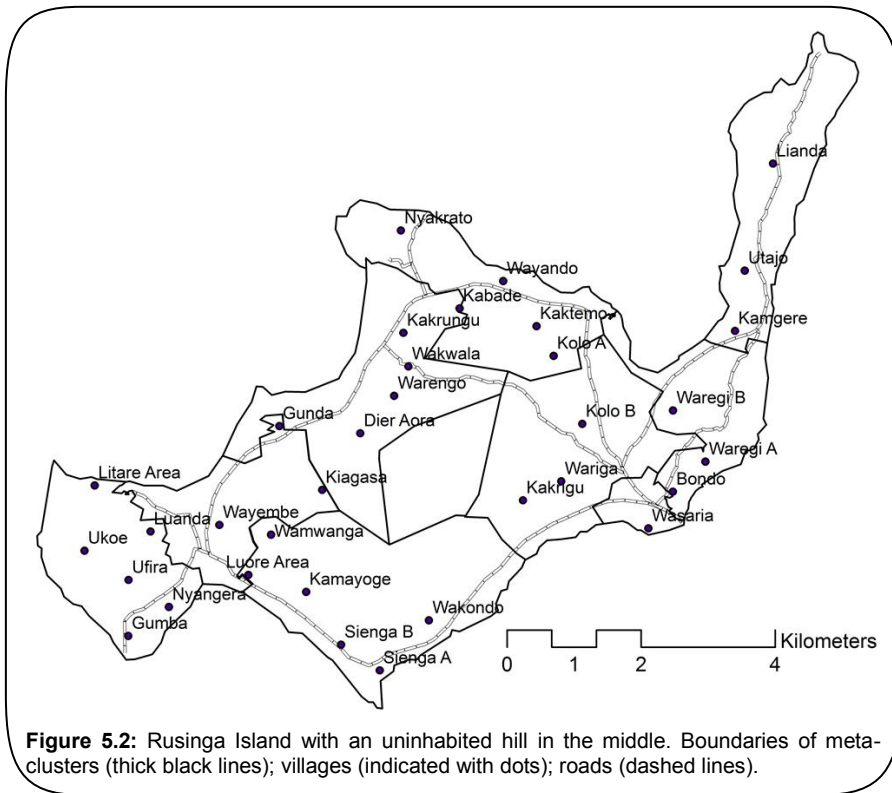 Lianda
Nyakrato
Utajo
Wayando
Kabade
Kaktemo
Kamgere
Kakrungu
Kolo A
Wakwala
Warengo
Waregi B
Gunda
Dier Aora
Kolo B
Waregi A
Litare Area
Kiagasa
Wariga
Bondo
Kakrigu
Luanda
Wayembe
Wamwanga
Wasaria
Ukoe
Ufira
Luore Area
Kamayoge
Nyangera
Wakondo
Gumba
Sienga B
Sienga A
Kilometers
0 1 2 4
Figure 5.2: Rusinga Island with an uninhabited hill in the middle. Boundaries of meta-
clusters (thick black lines); villages (indicated with dots); roads (dashed lines).